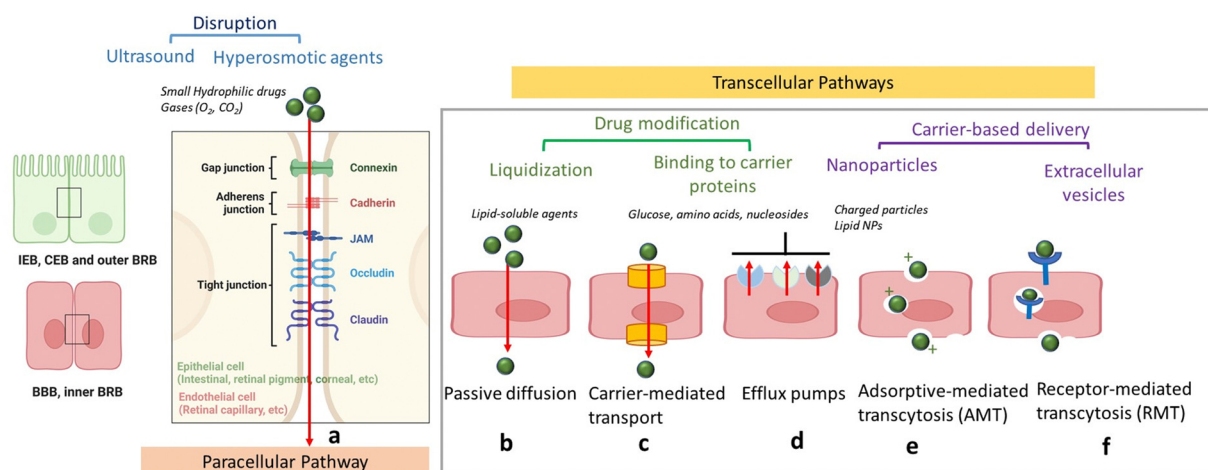 Disruption
Ultrasound
Hyperosmotic agents
Small Hydrophilic drugs
Gases (O₂, CO₂)
Gap junction
Connexin
Adherens
junction
Cadherin
JAM
Tight junction
Occludin
Claudin
Epithelial cell
(Intestinal, retinal pigment, corneal, etc)
Endothelial cell
(Retinal capillary, etc)
a
Paracellular Pathway
IEB, CEB and outer BRB
BBB, inner BRB
Transcellular Pathways
Drug modification
Carrier-based delivery
Liquidization
Binding to carrier
proteins
Nanoparticles
Extracellular
vesicles
Lipid-soluble agents
Glucose, amino acids, nucleosides
Charged particles
Lipid NPs
+
+
+
Passive diffusion
b
Carrier-mediated
transport
c
Efflux pumps
d
Adsorptive-mediated
transcytosis (AMT)
e
Receptor-mediated
transcytosis (RMT)
f